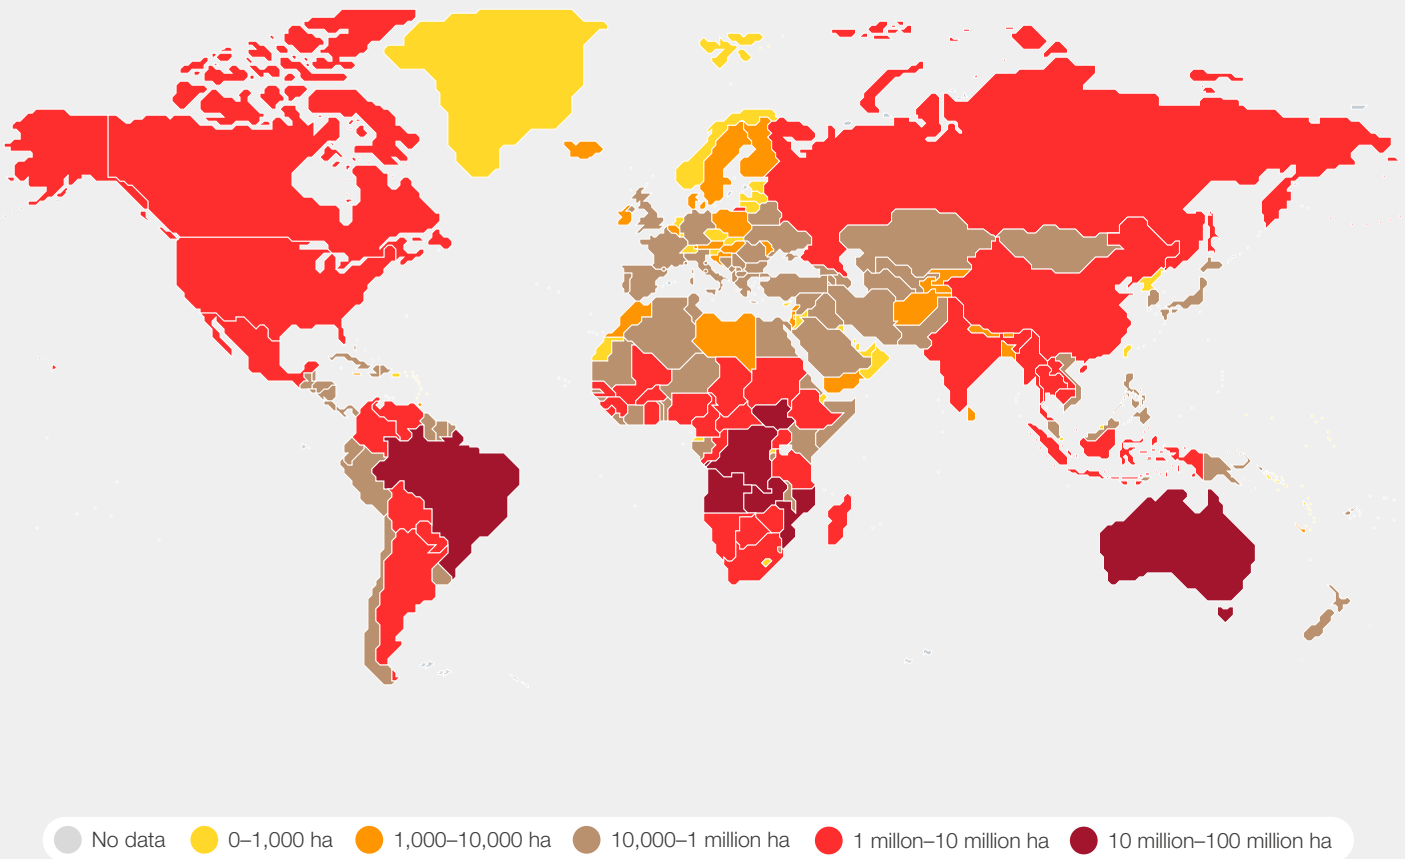 No data
0–1,000 ha
1,000–10,000 ha
10,000–1 million ha
1 millon–10 million ha
10 million–100 million ha